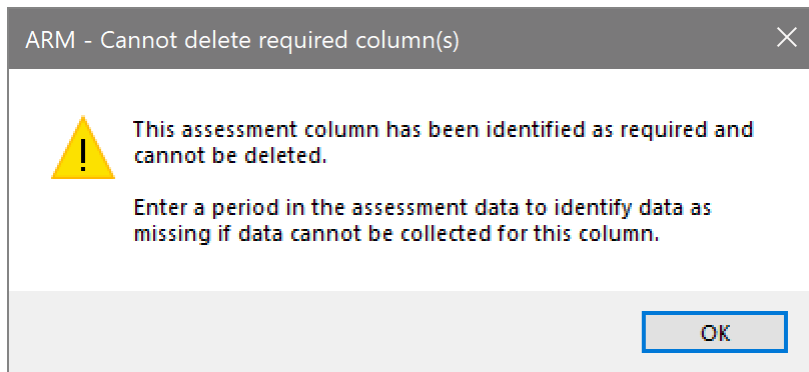 ARM - Cannot delete required column(s)
This assessment column has been identified as required and
cannot be deleted.
Enter a period in the assessment data to identify data as
missing if data cannot be collected for this column.
OK